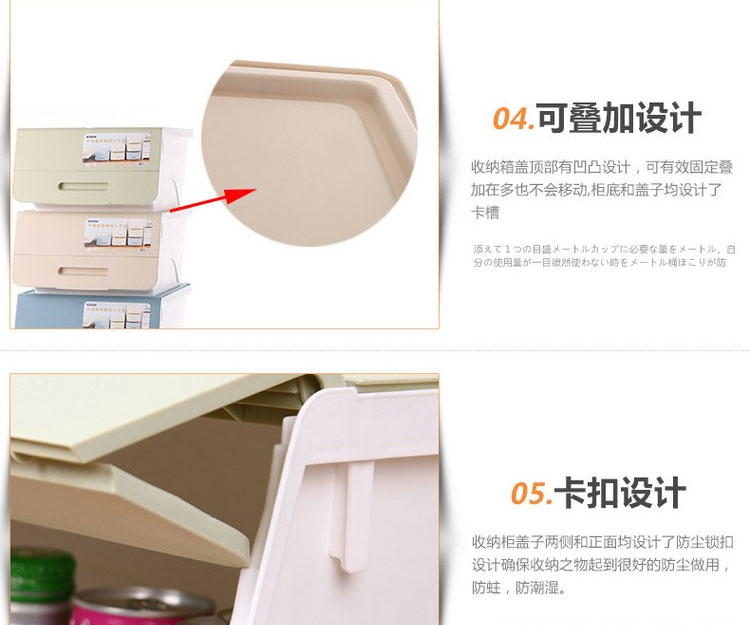 04.可叠加设计
收纳箱盖顶部有凹凸设计，可有效固定叠
加在多也不会移动,柜底和盖子均设计了
卡槽
添えて１つの目盛メートルカップに必要な量をメートル。自
分の使用量が一目瞭然使わない時をメートル桶ほこりが防
05.卡扣设计
收纳柜盖子两侧和正面均设计了防尘锁扣
设计确保收纳之物起到很好的防尘做用，
防蛀，防潮湿。